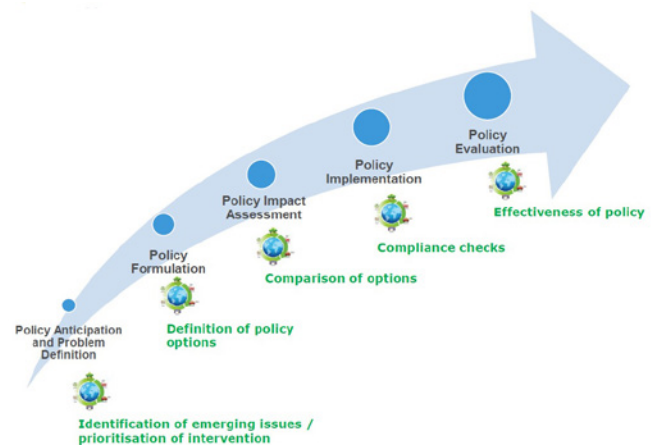 Policy
Evaluation
Effectiveness of policy
Policy
Implementation
Compliance checks
Policy Impact
Assessment
Comparison of options
Policy
Formulation
Definition of policy
options
Policy Anticipation
and Problem
Definition
Identification of emerging issues /
prioritisation of intervention